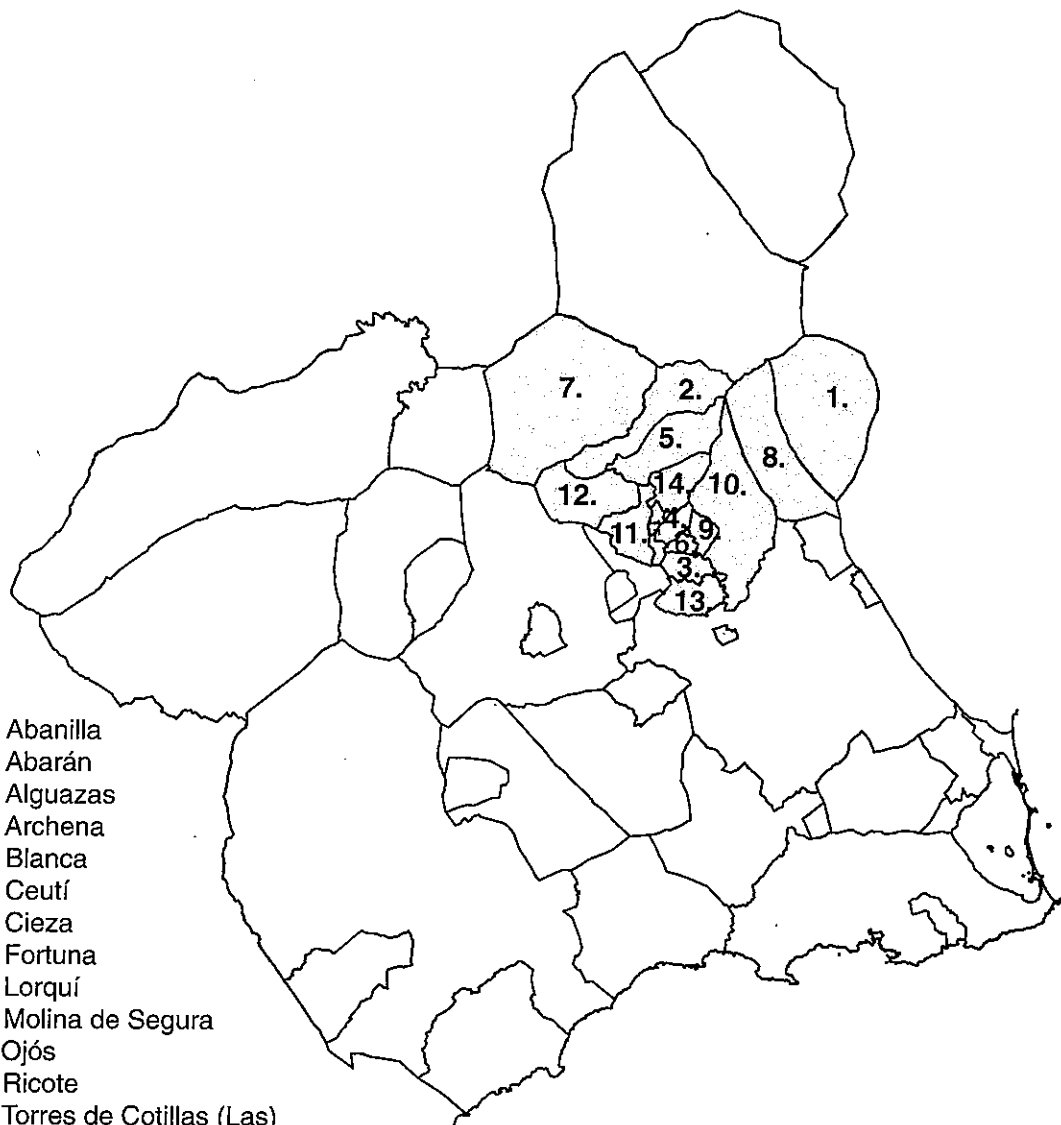 7.
2.
1.
5.
8.
12.
14.
10.
11.
4.
9.
6.
3.
13.
Abanilla
Abarán
Alguazas
Archena
Blanca
Ceutí
Cieza
Fortuna
Lorquí
Molina de Segura
Ojós
Ricote
Torres de Cotillas (Las)